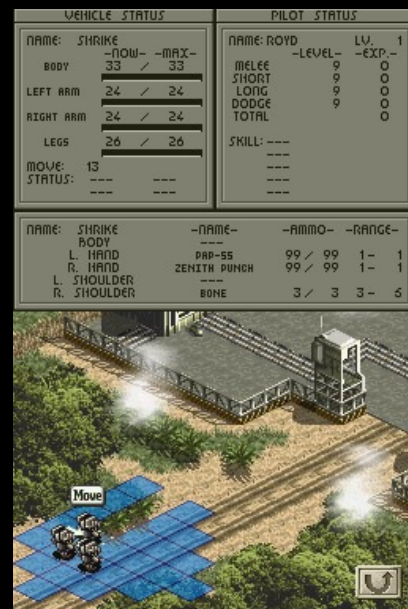 VEHICLE STATUS
NAME: SHRIKE
-NOW- -MAX-
BODY 33 / 33
LEFT ARM 24 / 24
RIGHT ARM 24 / 24
LEGS 26 / 26
MOVE: 13
STATUS: --- ---
--- ---
PILOT STATUS
NAME: ROYD LV. 1
-LEVEL- -EXP.-
MELEE 9 0
SHORT 9 0
LONG 9 0
DODGE 9 0
TOTAL 0
SKILL: ---
---
---
---
---
NAME: SHRIKE -NAME- -AMMO- -RANGE-
BODY ---
L. HAND PAP-55 99/ 99 1- 1
R. HAND ZENITH PUNCH 99/ 99 1- 1
L. SHOULDER ---
R. SHOULDER BONE 3/ 3 3- 6
Move